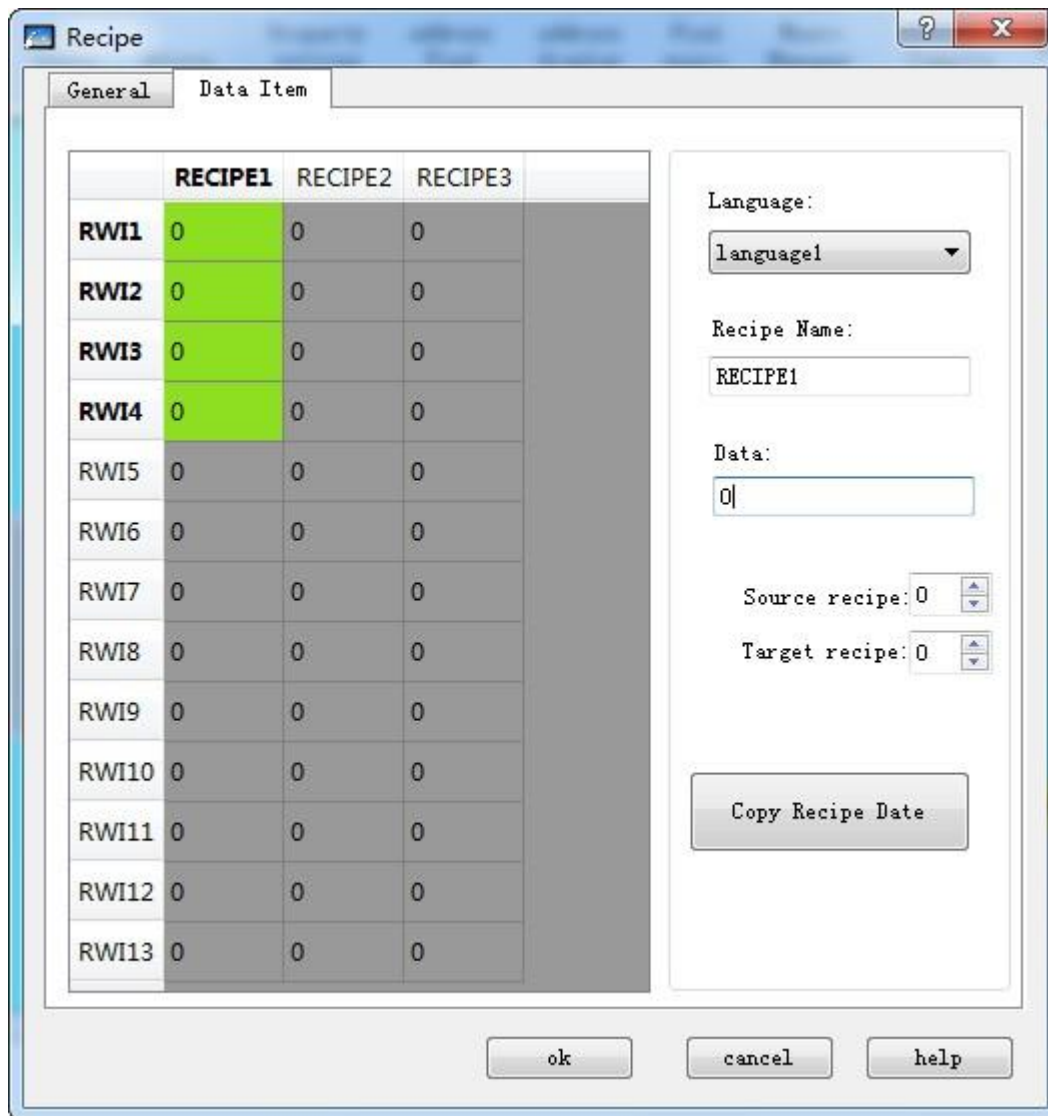 Recipe
General Data Item
RECIPE1 RECIPE2 RECIPE3
RWI1 0 0 0
RWI2 0 0 0
RWI3 0 0 0
RWI4 0 0 0
RWI5 0 0 0
RWI6 0 0 0
RWI7 0 0 0
RWI8 0 0 0
RWI9 0 0 0
RWI10 0 0 0
RWI11 0 0 0
RWI12 0 0 0
RWI13 0 0 0
Language:
language1
Recipe Name:
RECIPE1
Data:
0
Source recipe: 0
Target recipe: 0
Copy Recipe Date
ok cancel help